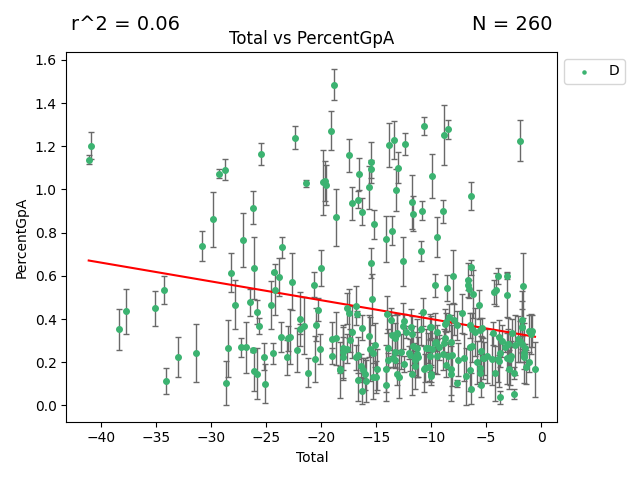 r^2 = 0.06
N = 260
Total vs PercentGpA
D
PercentGpA
1.6
1.4
1.2
1.0
0.8
0.6
0.4
0.2
0.0
−40 −35 −30 −25 −20 −15 −10 −5 0
Total